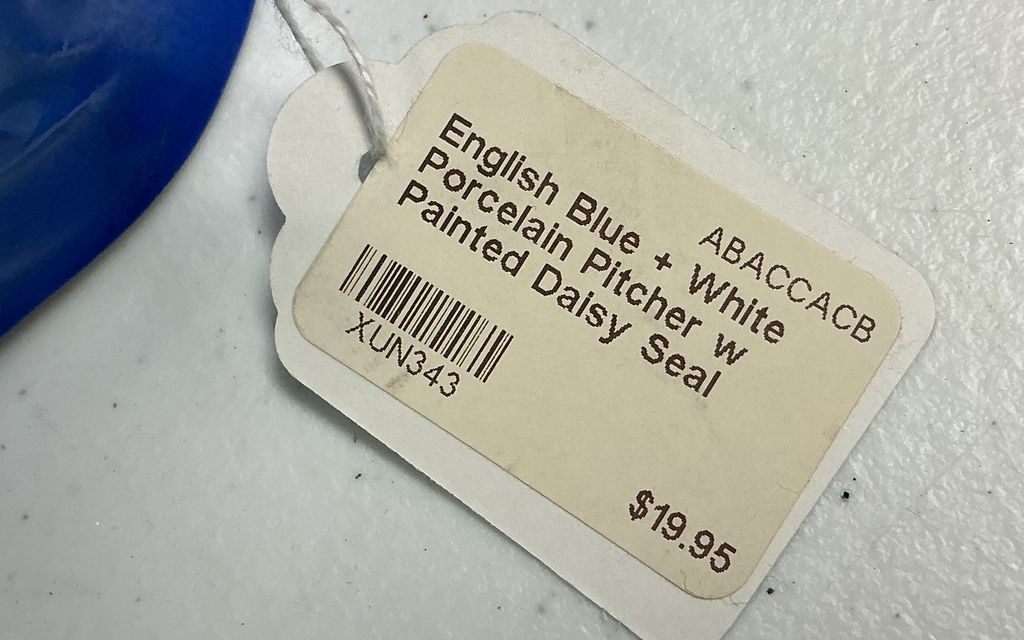 ABACCACB
English Blue + White
Porcelain Pitcher w
Painted Daisy Seal
XUN343
$19.95